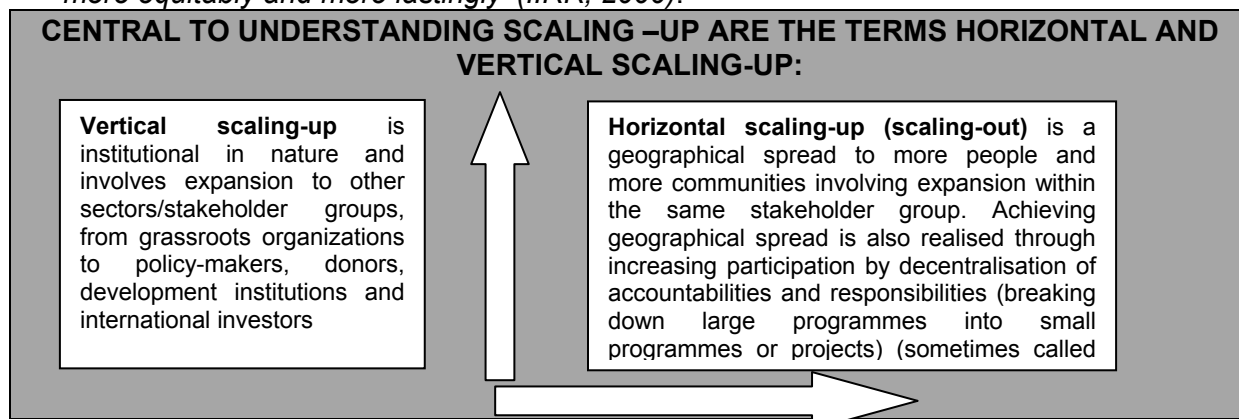 CENTRAL TO UNDERSTANDING SCALING –UP ARE THE TERMS HORIZONTAL AND
VERTICAL SCALING-UP:
Vertical scaling-up is
institutional in nature and
involves expansion to other
sectors/stakeholder groups,
from grassroots organizations
to policy-makers, donors,
development institutions and
international investors
Horizontal scaling-up (scaling-out) is a
geographical spread to more people and
more communities involving expansion within
the same stakeholder group. Achieving
geographical spread is also realised through
increasing participation by decentralisation of
accountabilities and responsibilities (breaking
down large programmes into small
programmes or projects) (sometimes called